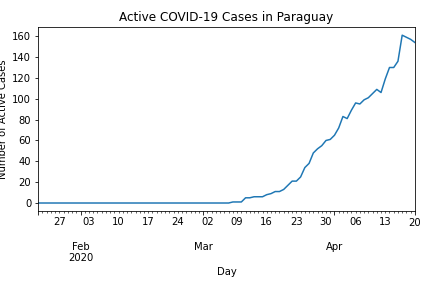 Active COVID-19 Cases in Paraguay
Number of Active Cases
160
140
120
100
80
60
40
20
0
27 03 10 17 24 02 09 16 23 30 06 13 20
Feb Mar Apr
2020
Day